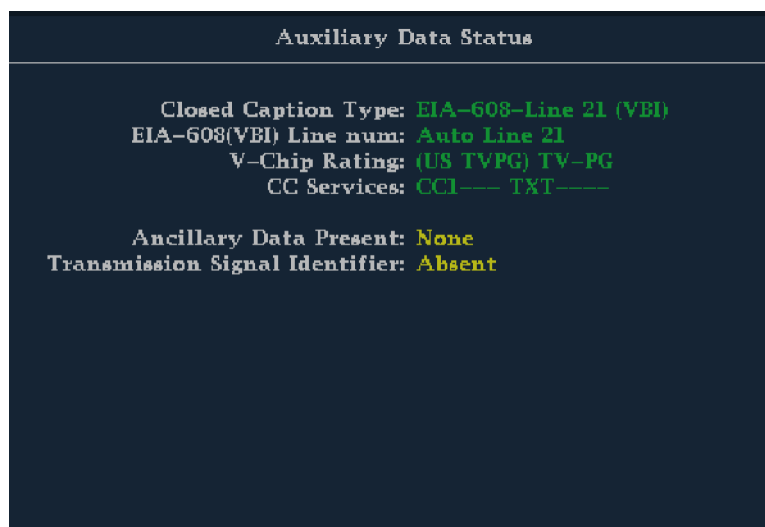 Auxiliary Data Status
Closed Caption Type: EIA-608-Line 21 (VBI)
EIA-608(VBI) Line num: Auto Line 21
V-Chip Rating: (US TVPG) TV-PG
CC Services: CC1--- TXT----
Ancillary Data Present: None
Transmission Signal Identifier: Absent